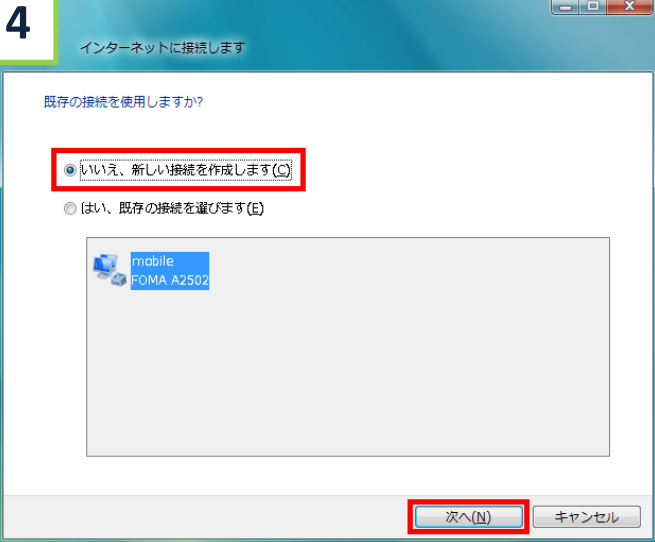 4
インターネットに接続します
既存の接続を使用しますか?
いいえ、新しい接続を作成します(C)
はい、既存の接続を選びます(E)
mobile
FOMA A2502
次へ(N)
キャンセル